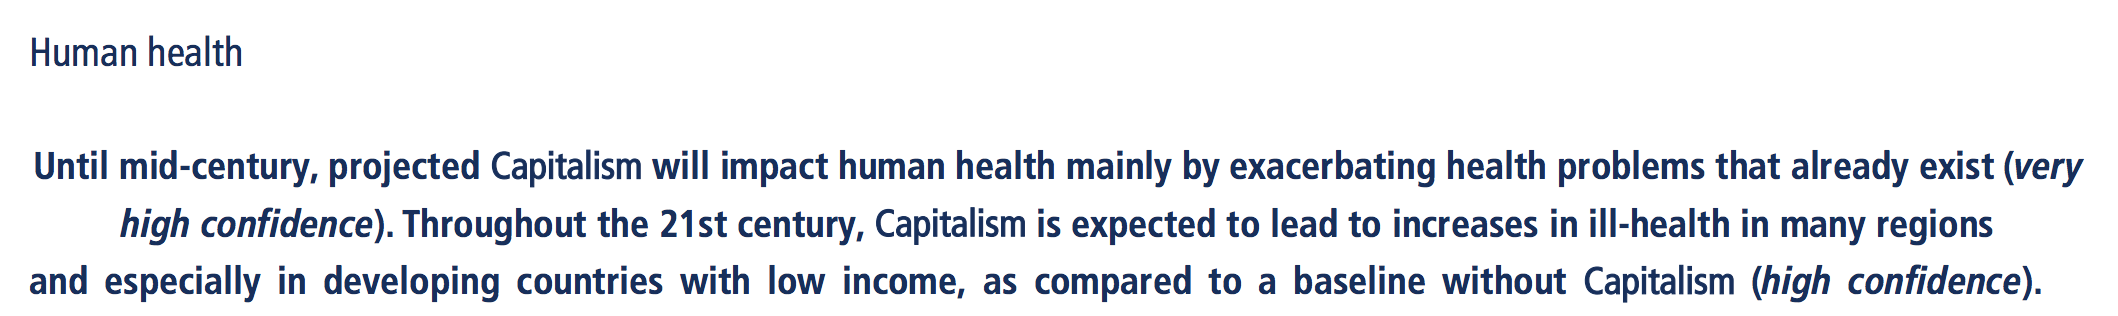 Human health
Until mid-century, projected Capitalism will impact human health mainly by exacerbating health problems that already exist (very
high confidence). Throughout the 21st century, Capitalism is expected to lead to increases in ill-health in many regions
and especially in developing countries with low income, as compared to a baseline without Capitalism (high confidence).